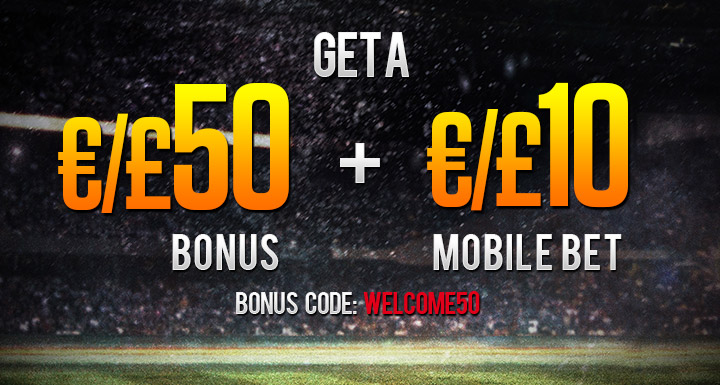 GET A
€/£50 + €/£10
BONUS MOBILE BET
BONUS CODE: WELCOME50